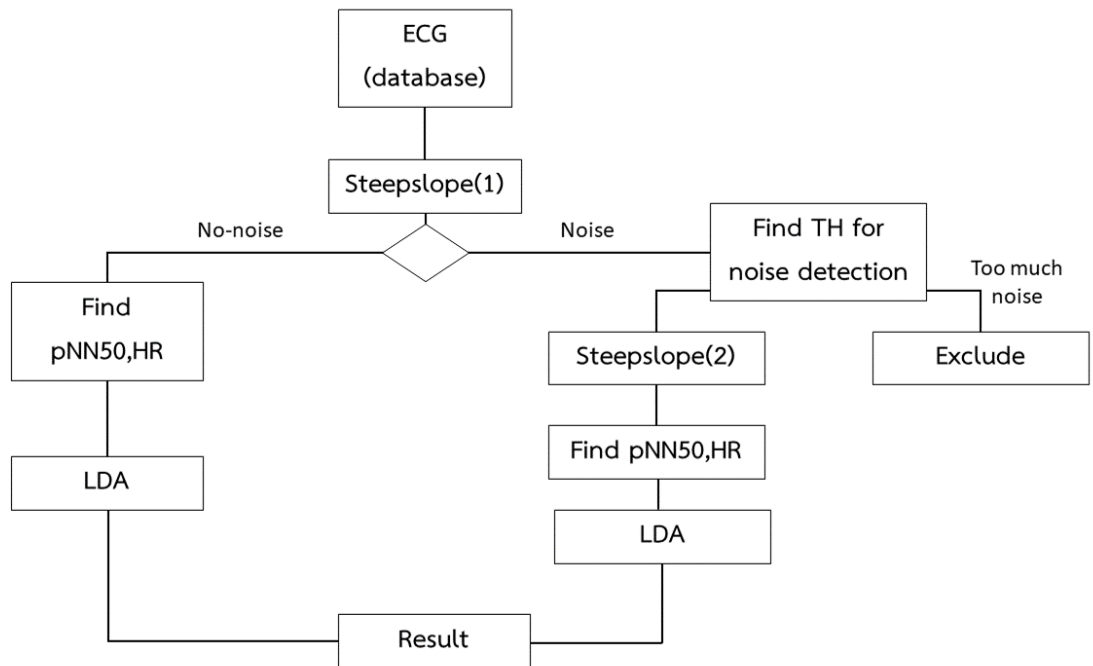 ECG
(database)
Steepslope(1)
No-noise
Noise
Find TH for
noise detection
Too much
noise
Find
pNN50,HR
Steepslope(2)
Exclude
Find pNN50,HR
LDA
LDA
Result